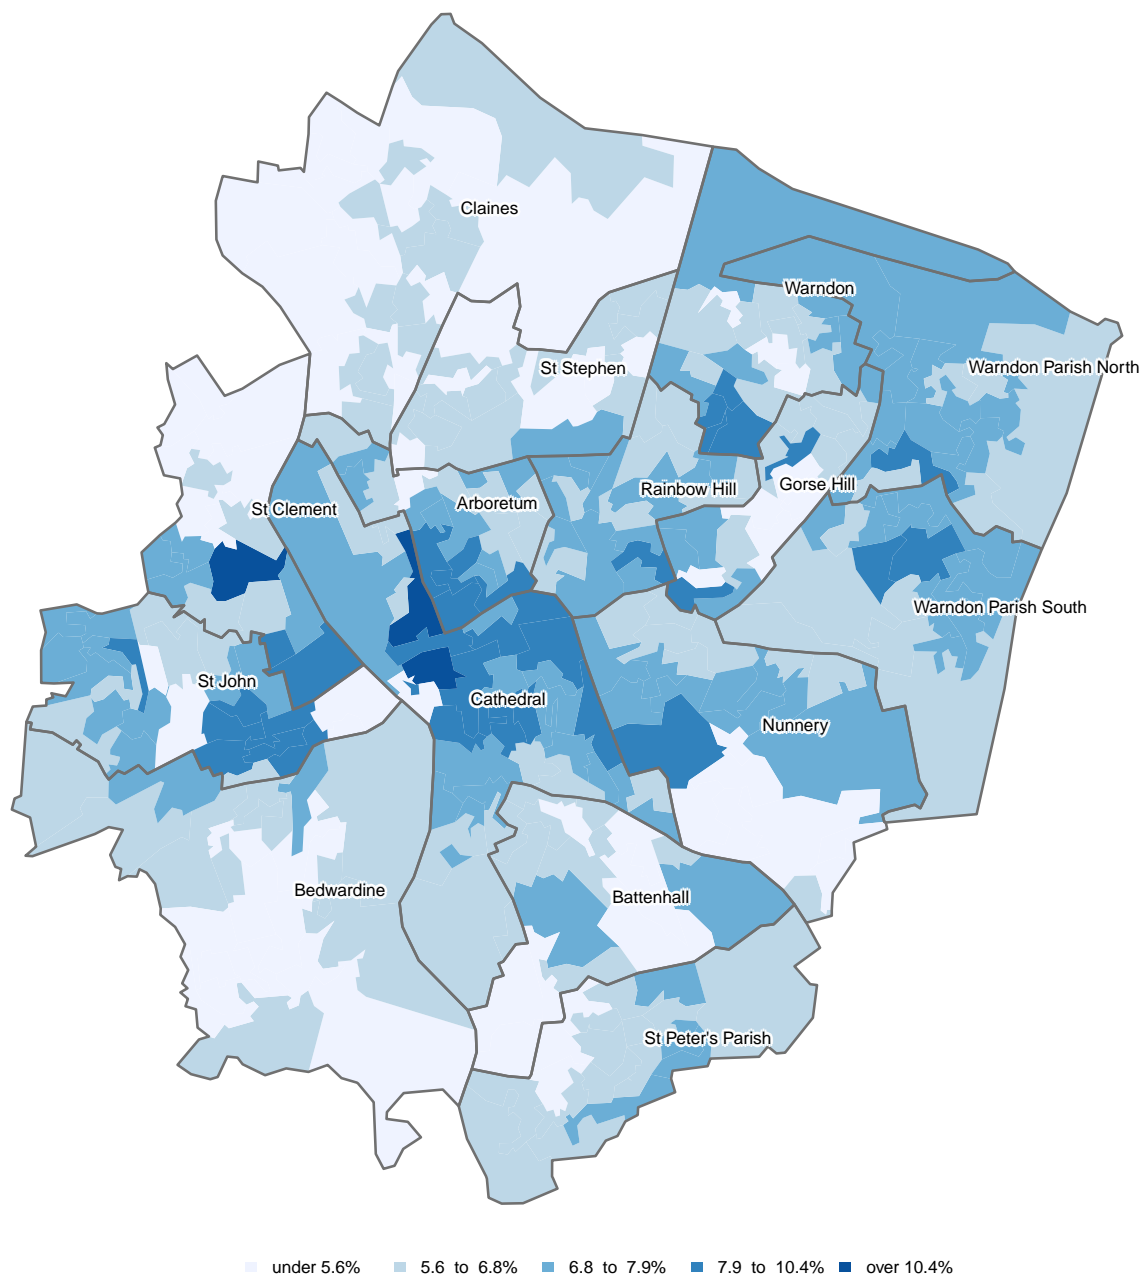 Claines
Warndon
St Stephen
Warndon Parish North
Rainbow Hill
Gorse Hill
Arboretum
St Clement
Warndon Parish South
St John
Cathedral
Nunnery
Bedwardine
Battenhall
St Peter's Parish
under 5.6%
5.6 to 6.8%
6.8 to 7.9%
7.9 to 10.4%
over 10.4%